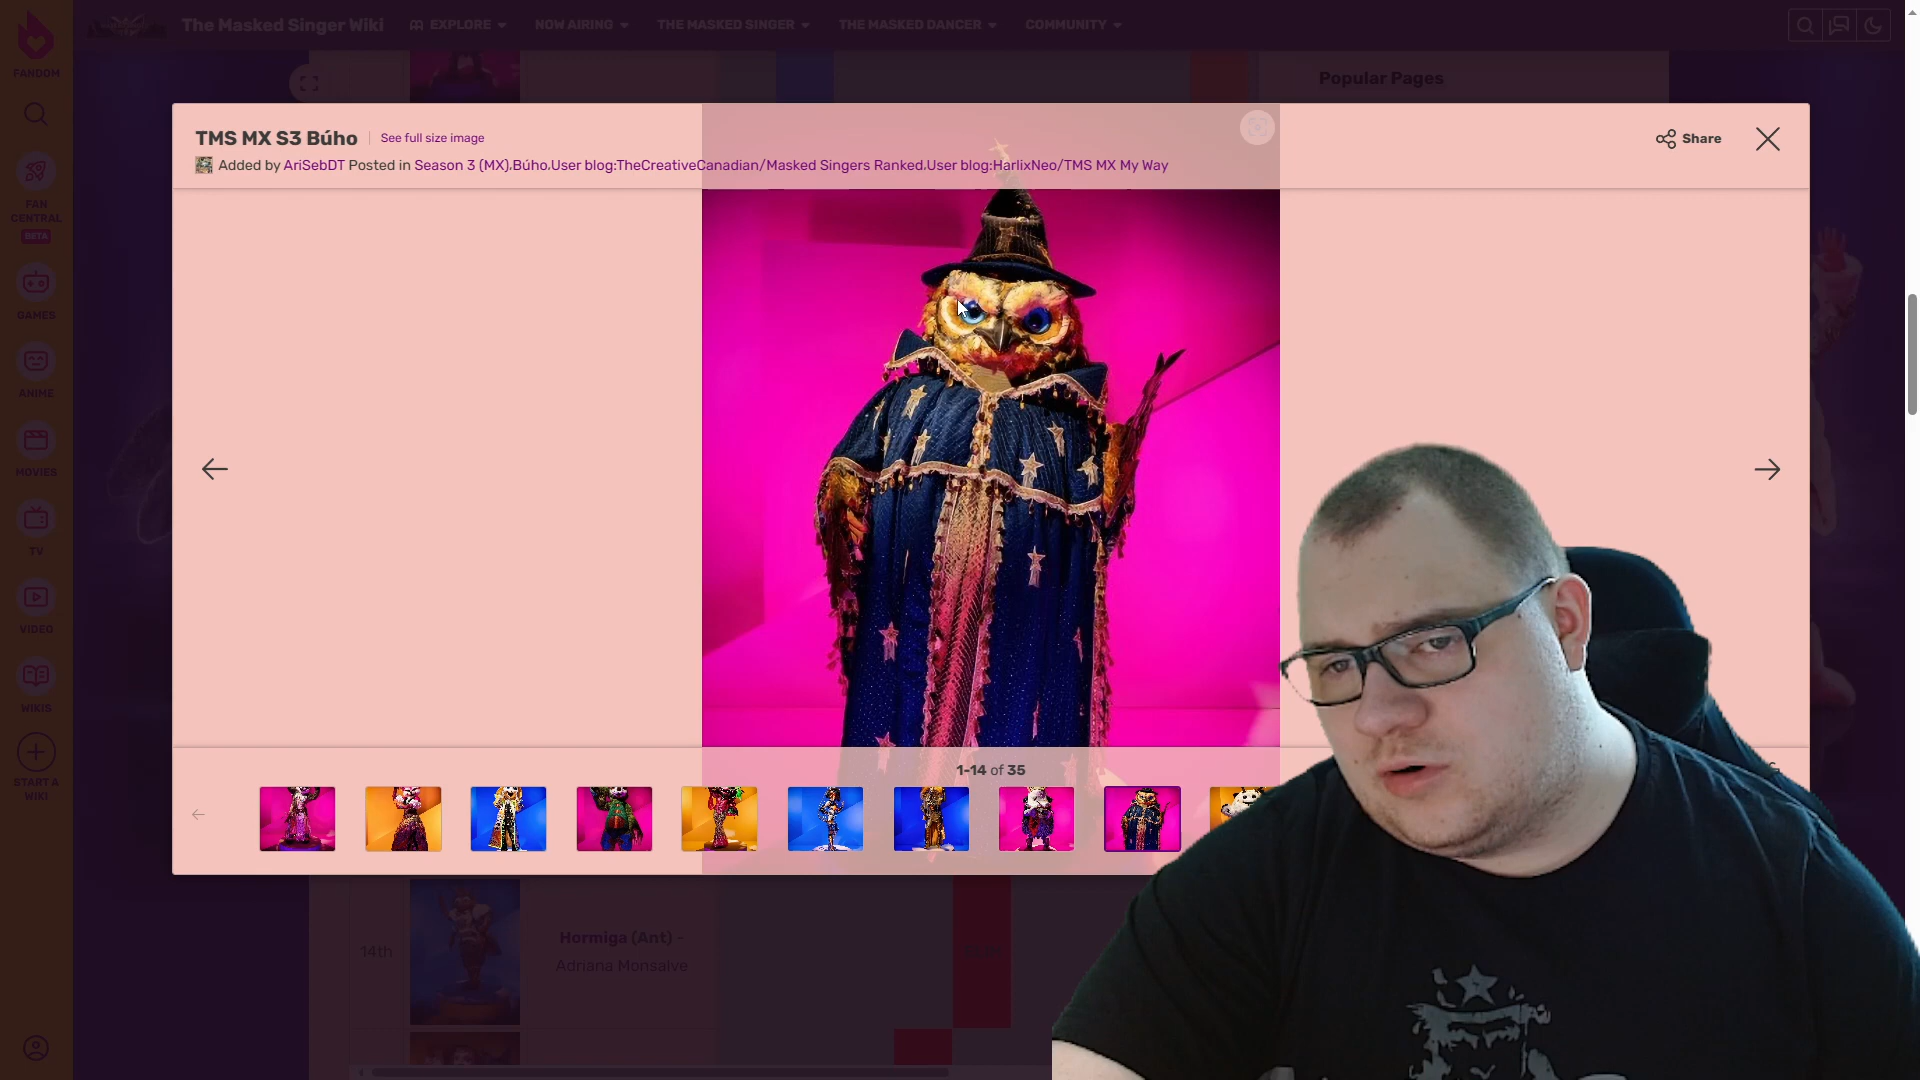 The Masked Singer Wiki
EXPLORE
NOW AIRING
THE MASKED SINGER
THE MASKED DANCER
COMMUNITY
FANDOM
Popular Pages
TMS MX S3 Búho
See full size image
Share
Added by AriSebDT Posted in Season 3 (MX),Búho,User blog:TheCreativeCanadian/Masked Singers Ranked,User blog:HarlixNeo/TMS MX My Way
FAN
CENTRAL
BETA
GAMES
ANIME
MOVIES
TV
VIDEO
WIKIS
START A
WIKI
1-14 of 35
14th
Hormiga (Ant) -
Adriana Monsalve